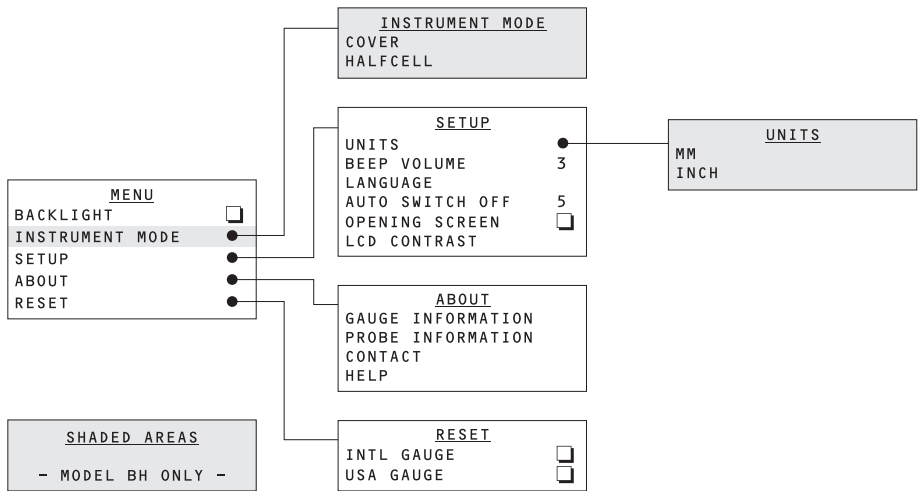 MENU
BACKLIGHT
INSTRUMENT MODE
SETUP
ABOUT
RESET
INSTRUMENT MODE
COVER
HALFCELL
SETUP
UNITS
BEEP VOLUME 3
LANGUAGE
AUTO SWITCH OFF 5
OPENING SCREEN
LCD CONTRAST
UNITS
MM
INCH
ABOUT
GAUGE INFORMATION
PROBE INFORMATION
CONTACT
HELP
RESET
INTL GAUGE
USA GAUGE
SHADED AREAS
- MODEL BH ONLY -